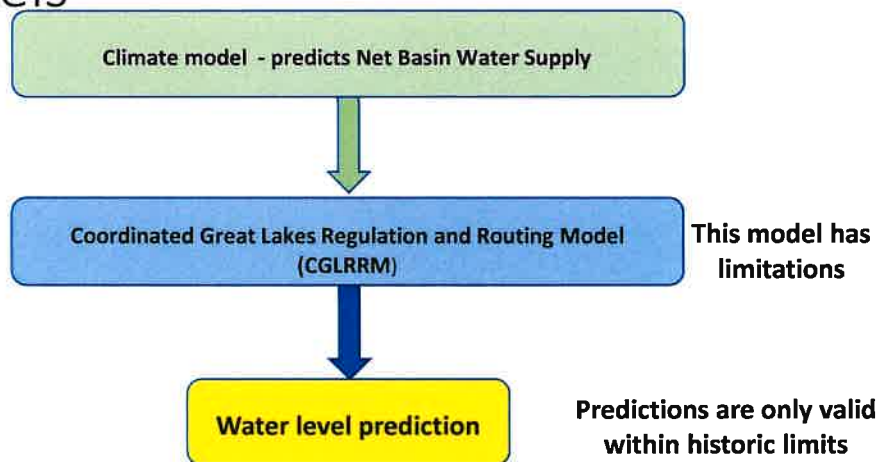 Climate model - predicts Net Basin Water Supply
Coordinated Great Lakes Regulation and Routing Model
(CGLRRM)
This model has
limitations
Water level prediction
Predictions are only valid
within historic limits